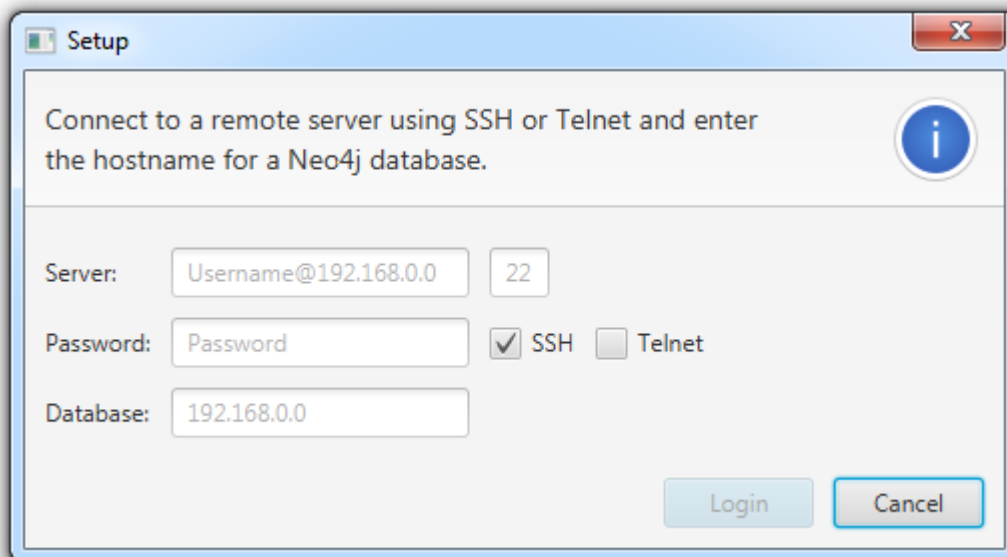 Setup
Connect to a remote server using SSH or Telnet and enter
the hostname for a Neo4j database.
Server: Username@192.168.0.0 22
Password: Password SSH Telnet
Database: 192.168.0.0
Login Cancel